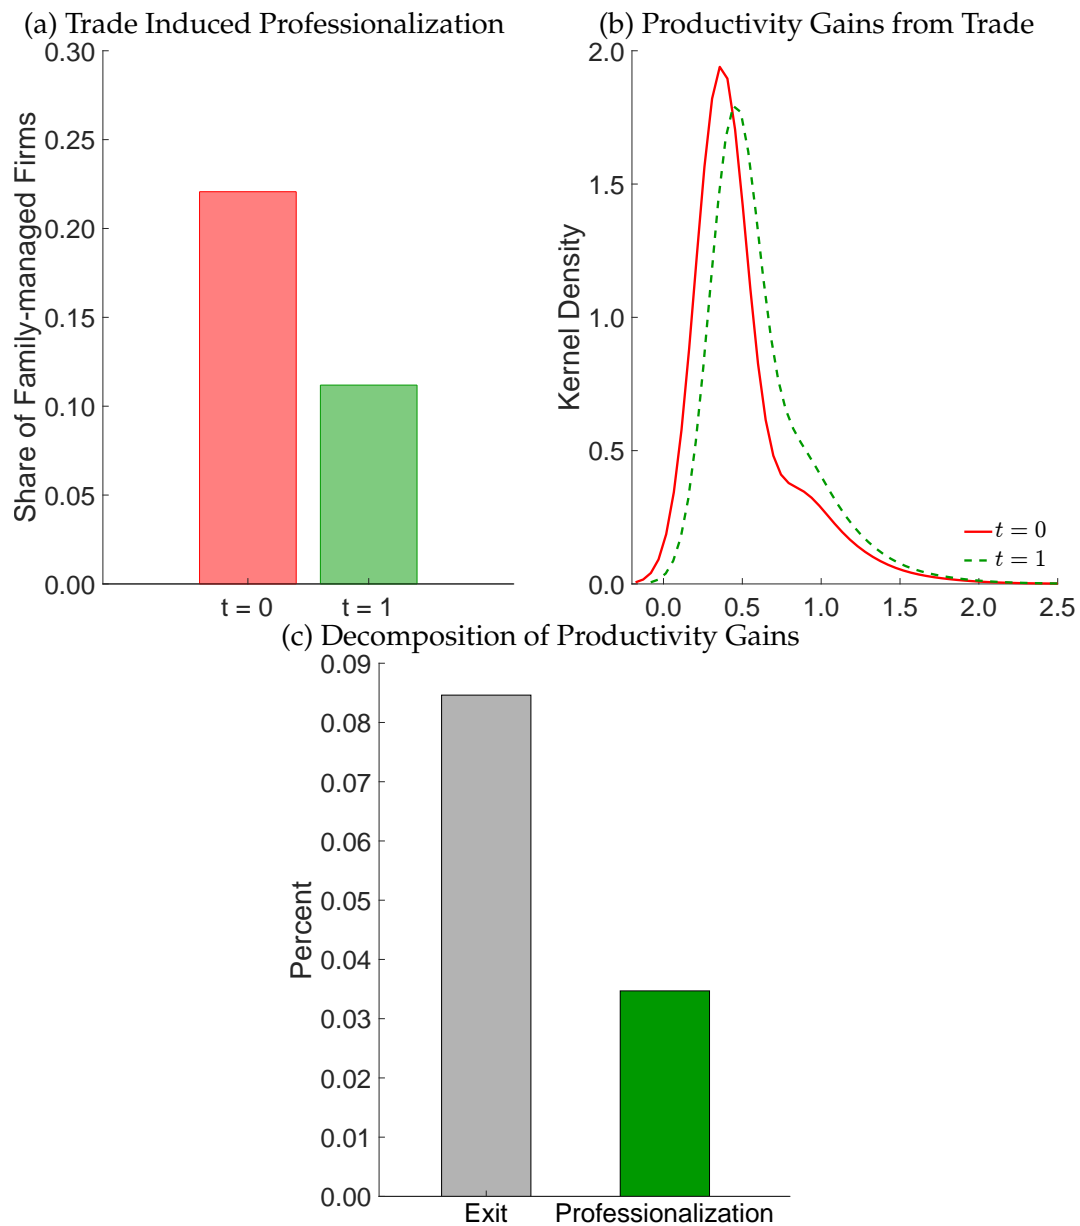 (a) Trade Induced Professionalization
Share of Family-managed Firms
0.30
0.25
0.20
0.15
0.10
0.05
0.00
t = 0 t = 1
(b) Productivity Gains from Trade
Kernel Density
2.0
1.5
1.0
0.5
0.0
0.0 0.5 1.0 1.5 2.0 2.5
t = 0
t = 1
(c) Decomposition of Productivity Gains
Percent
0.09
0.08
0.07
0.06
0.05
0.04
0.03
0.02
0.01
0.00
Exit Professionalization